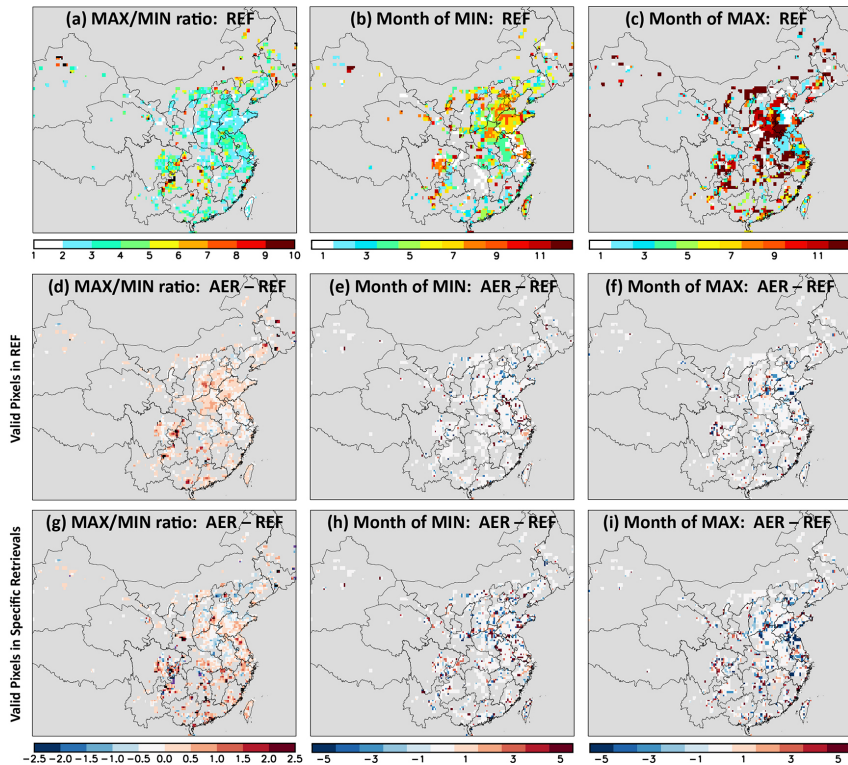 (a) MAX/MIN ratio: REF
(b) Month of MIN: REF
(c) Month of MAX: REF
1 2 3 4 5 6 7 8 9 10
1 3 5 7 9 11
1 3 5 7 9 11
Valid Pixels in REF
(d) MAX/MIN ratio: AER – REF
(e) Month of MIN: AER – REF
(f) Month of MAX: AER – REF
Valid Pixels in Specific Retrievals
(g) MAX/MIN ratio: AER – REF
(h) Month of MIN: AER – REF
(i) Month of MAX: AER – REF
−2.5 −2.0 −1.5 −1.0 −0.5 0.0 0.5 1.0 1.5 2.0 2.5
−5 −3 −1 1 3 5
−5 −3 −1 1 3 5